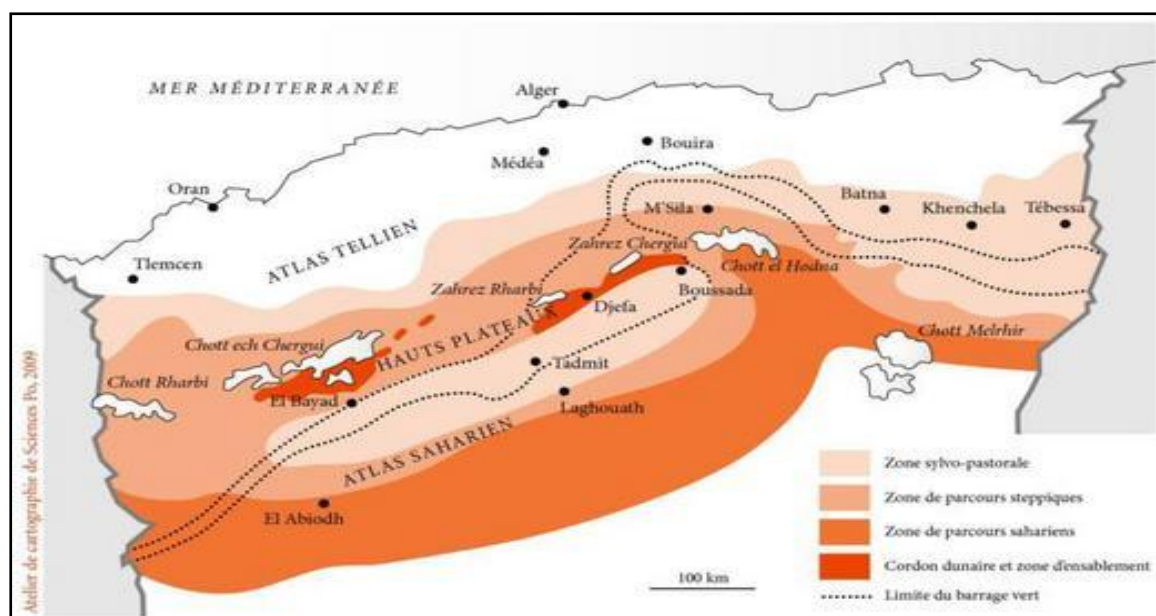 MER MÉDITERRANÉE
Alger
Bouira
Médéa
Oran
Batna
M'Sila
Khenchela
Tébessa
ATLAS TELLIEN
Zahrez Chergui
Tlemcen
Chott el Hodna
Boussada
Zahrez Rharbi
Djefa
Chott ech Chergui
HAUTS PLATEAUX
Chott Melrhir
Tadmit
Chott Rharbi
El Bayad
Laghouath
ATLAS SAHARIEN
El Abiodh
Zone sylvo-pastorale
Zone de parcours steppiques
Zone de parcours sahariens
Cordon dunaire et zone d'ensablement
Limite du barrage vert
100 km
Atelier de cartographie de Sciences Po, 2009